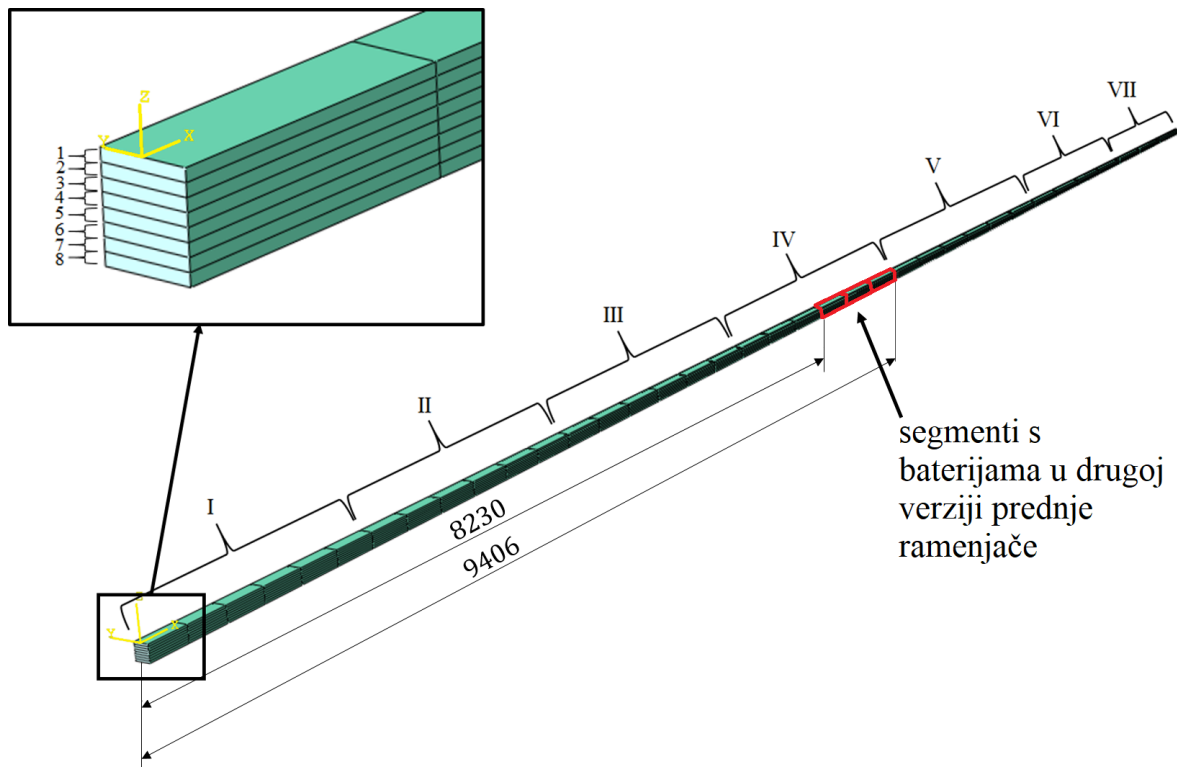 Z
Y
X
1
2
3
4
5
6
7
8
I
II
III
IV
V
VI
VII
8230
9406
segmenti s
baterijama u drugoj
verziji prednje
ramenjače
Z
Y
X